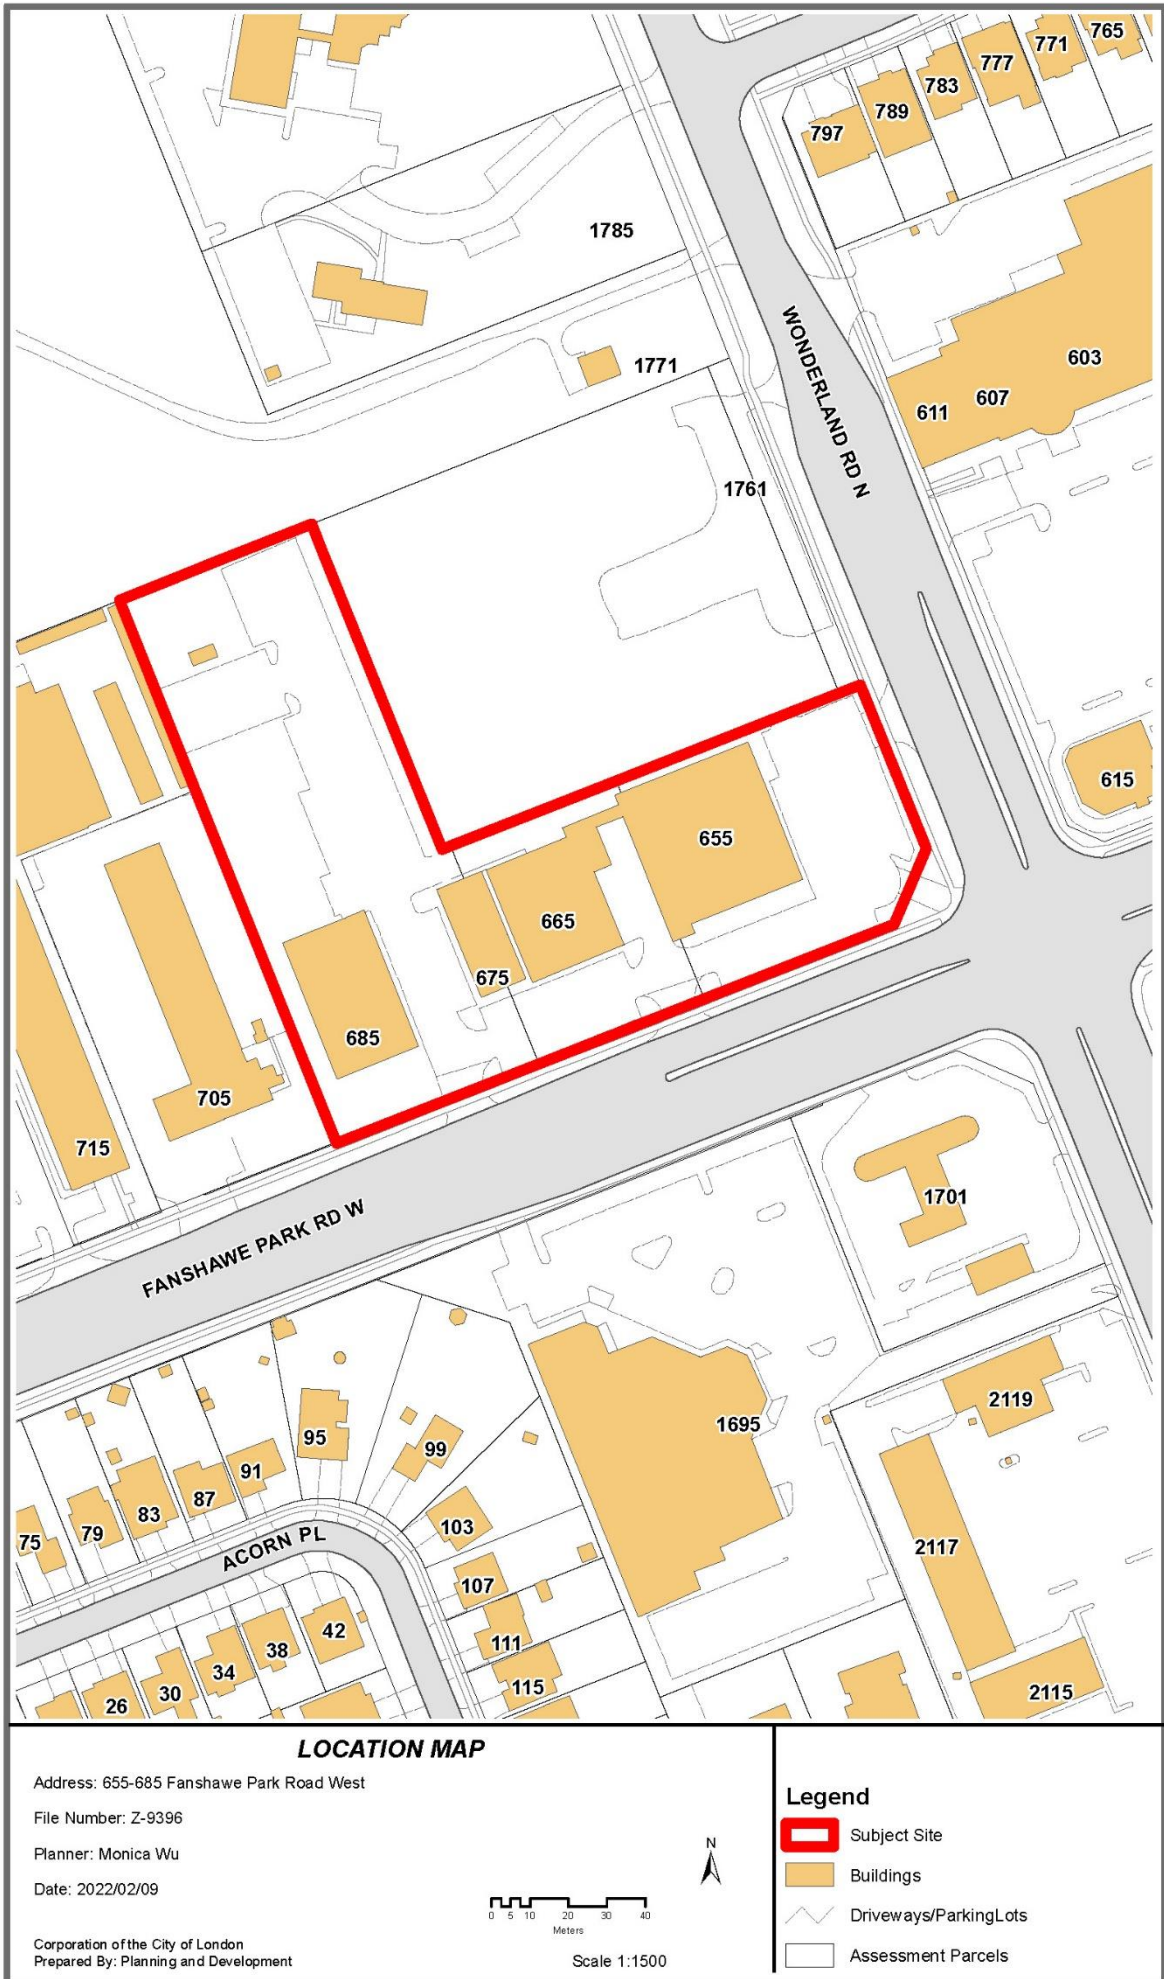 765
771
777
783
789
797
1785
WONDERLAND RD N
603
1771
607
611
1761
615
655
665
675
685
705
715
1701
FANSHAWE PARK RD W
2119
1695
95
99
91
87
83
79
75
103
2117
ACORN PL
107
42
111
38
34
115
30
26
2115
LOCATION MAP
Address: 655-685 Fanshawe Park Road West
File Number: Z-9396
Planner: Monica Wu
Date: 2022/02/09
Corporation of the City of London
Prepared By: Planning and Development
N
0 5 10 20 30 40
Meters
Scale 1:1500
Legend
Subject Site
Buildings
Driveways/ParkingLots
Assessment Parcels